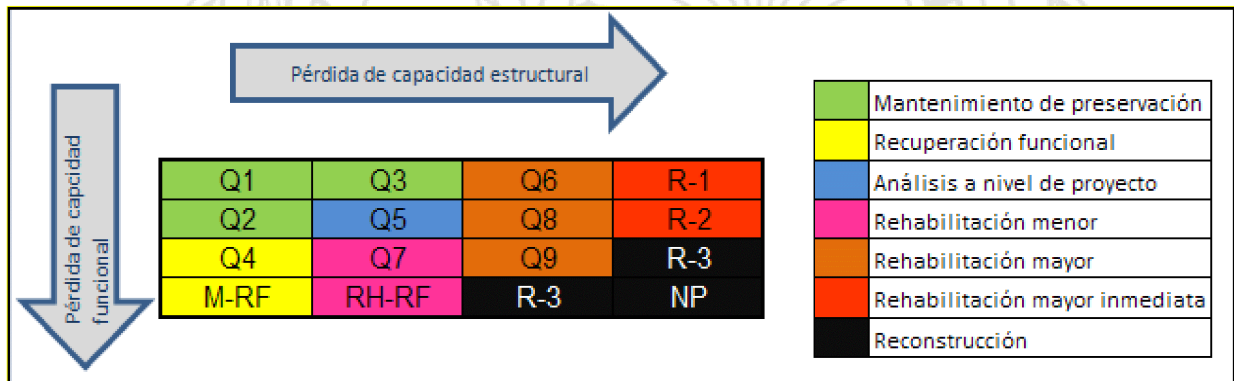 Pérdida de capacidad estructural
Pérdida de capcidad
funcional
Q1 Q3 Q6 R-1
Q2 Q5 Q8 R-2
Q4 Q7 Q9 R-3
M-RF RH-RF R-3 NP
Mantenimiento de preservación
Recuperación funcional
Análisis a nivel de proyecto
Rehabilitación menor
Rehabilitación mayor
Rehabilitación mayor inmediata
Reconstrucción